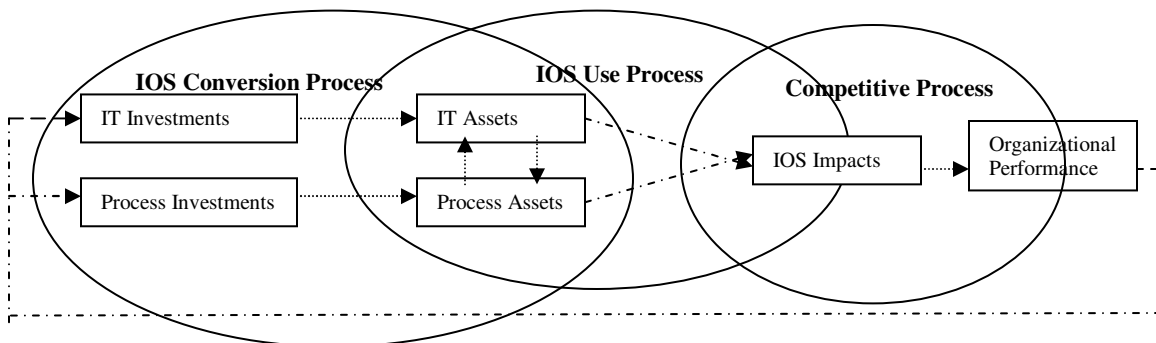 IOS Conversion Process
IOS Use Process
Competitive Process
IT Investments
IT Assets
IOS Impacts
Organizational
Performance
Process Investments
Process Assets